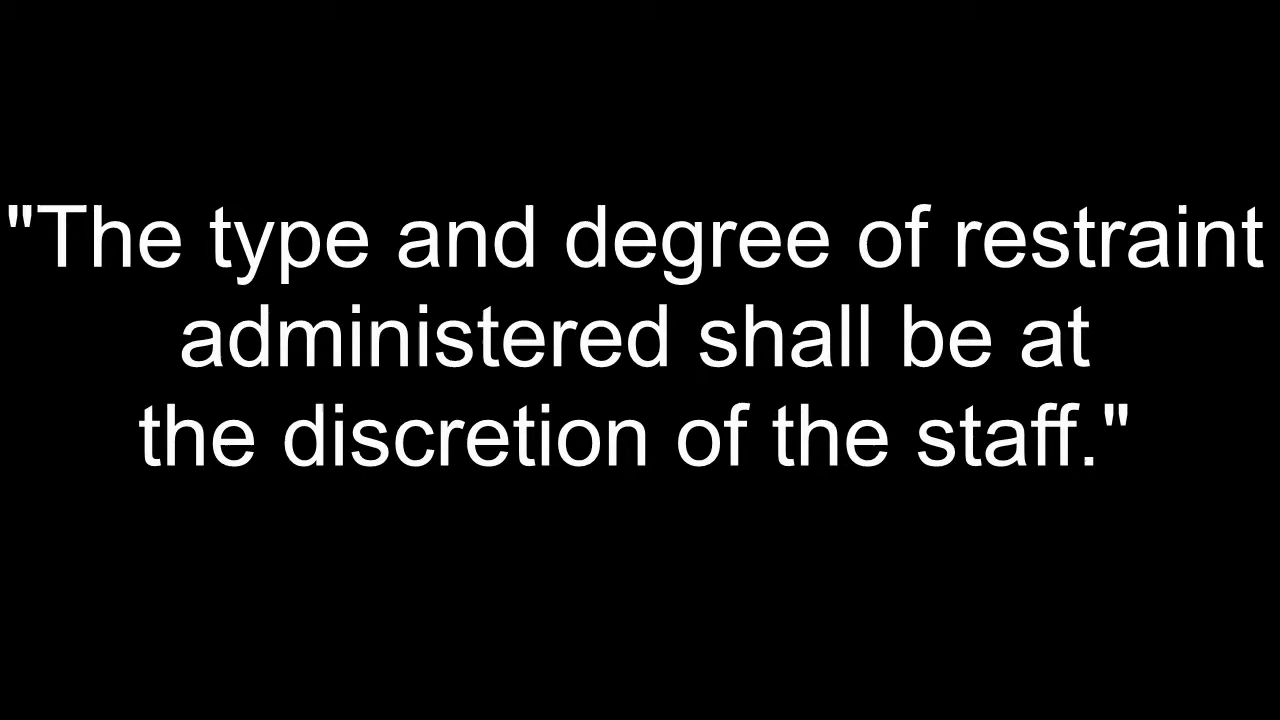 "The type and degree of restraint
administered shall be at
the discretion of the staff."